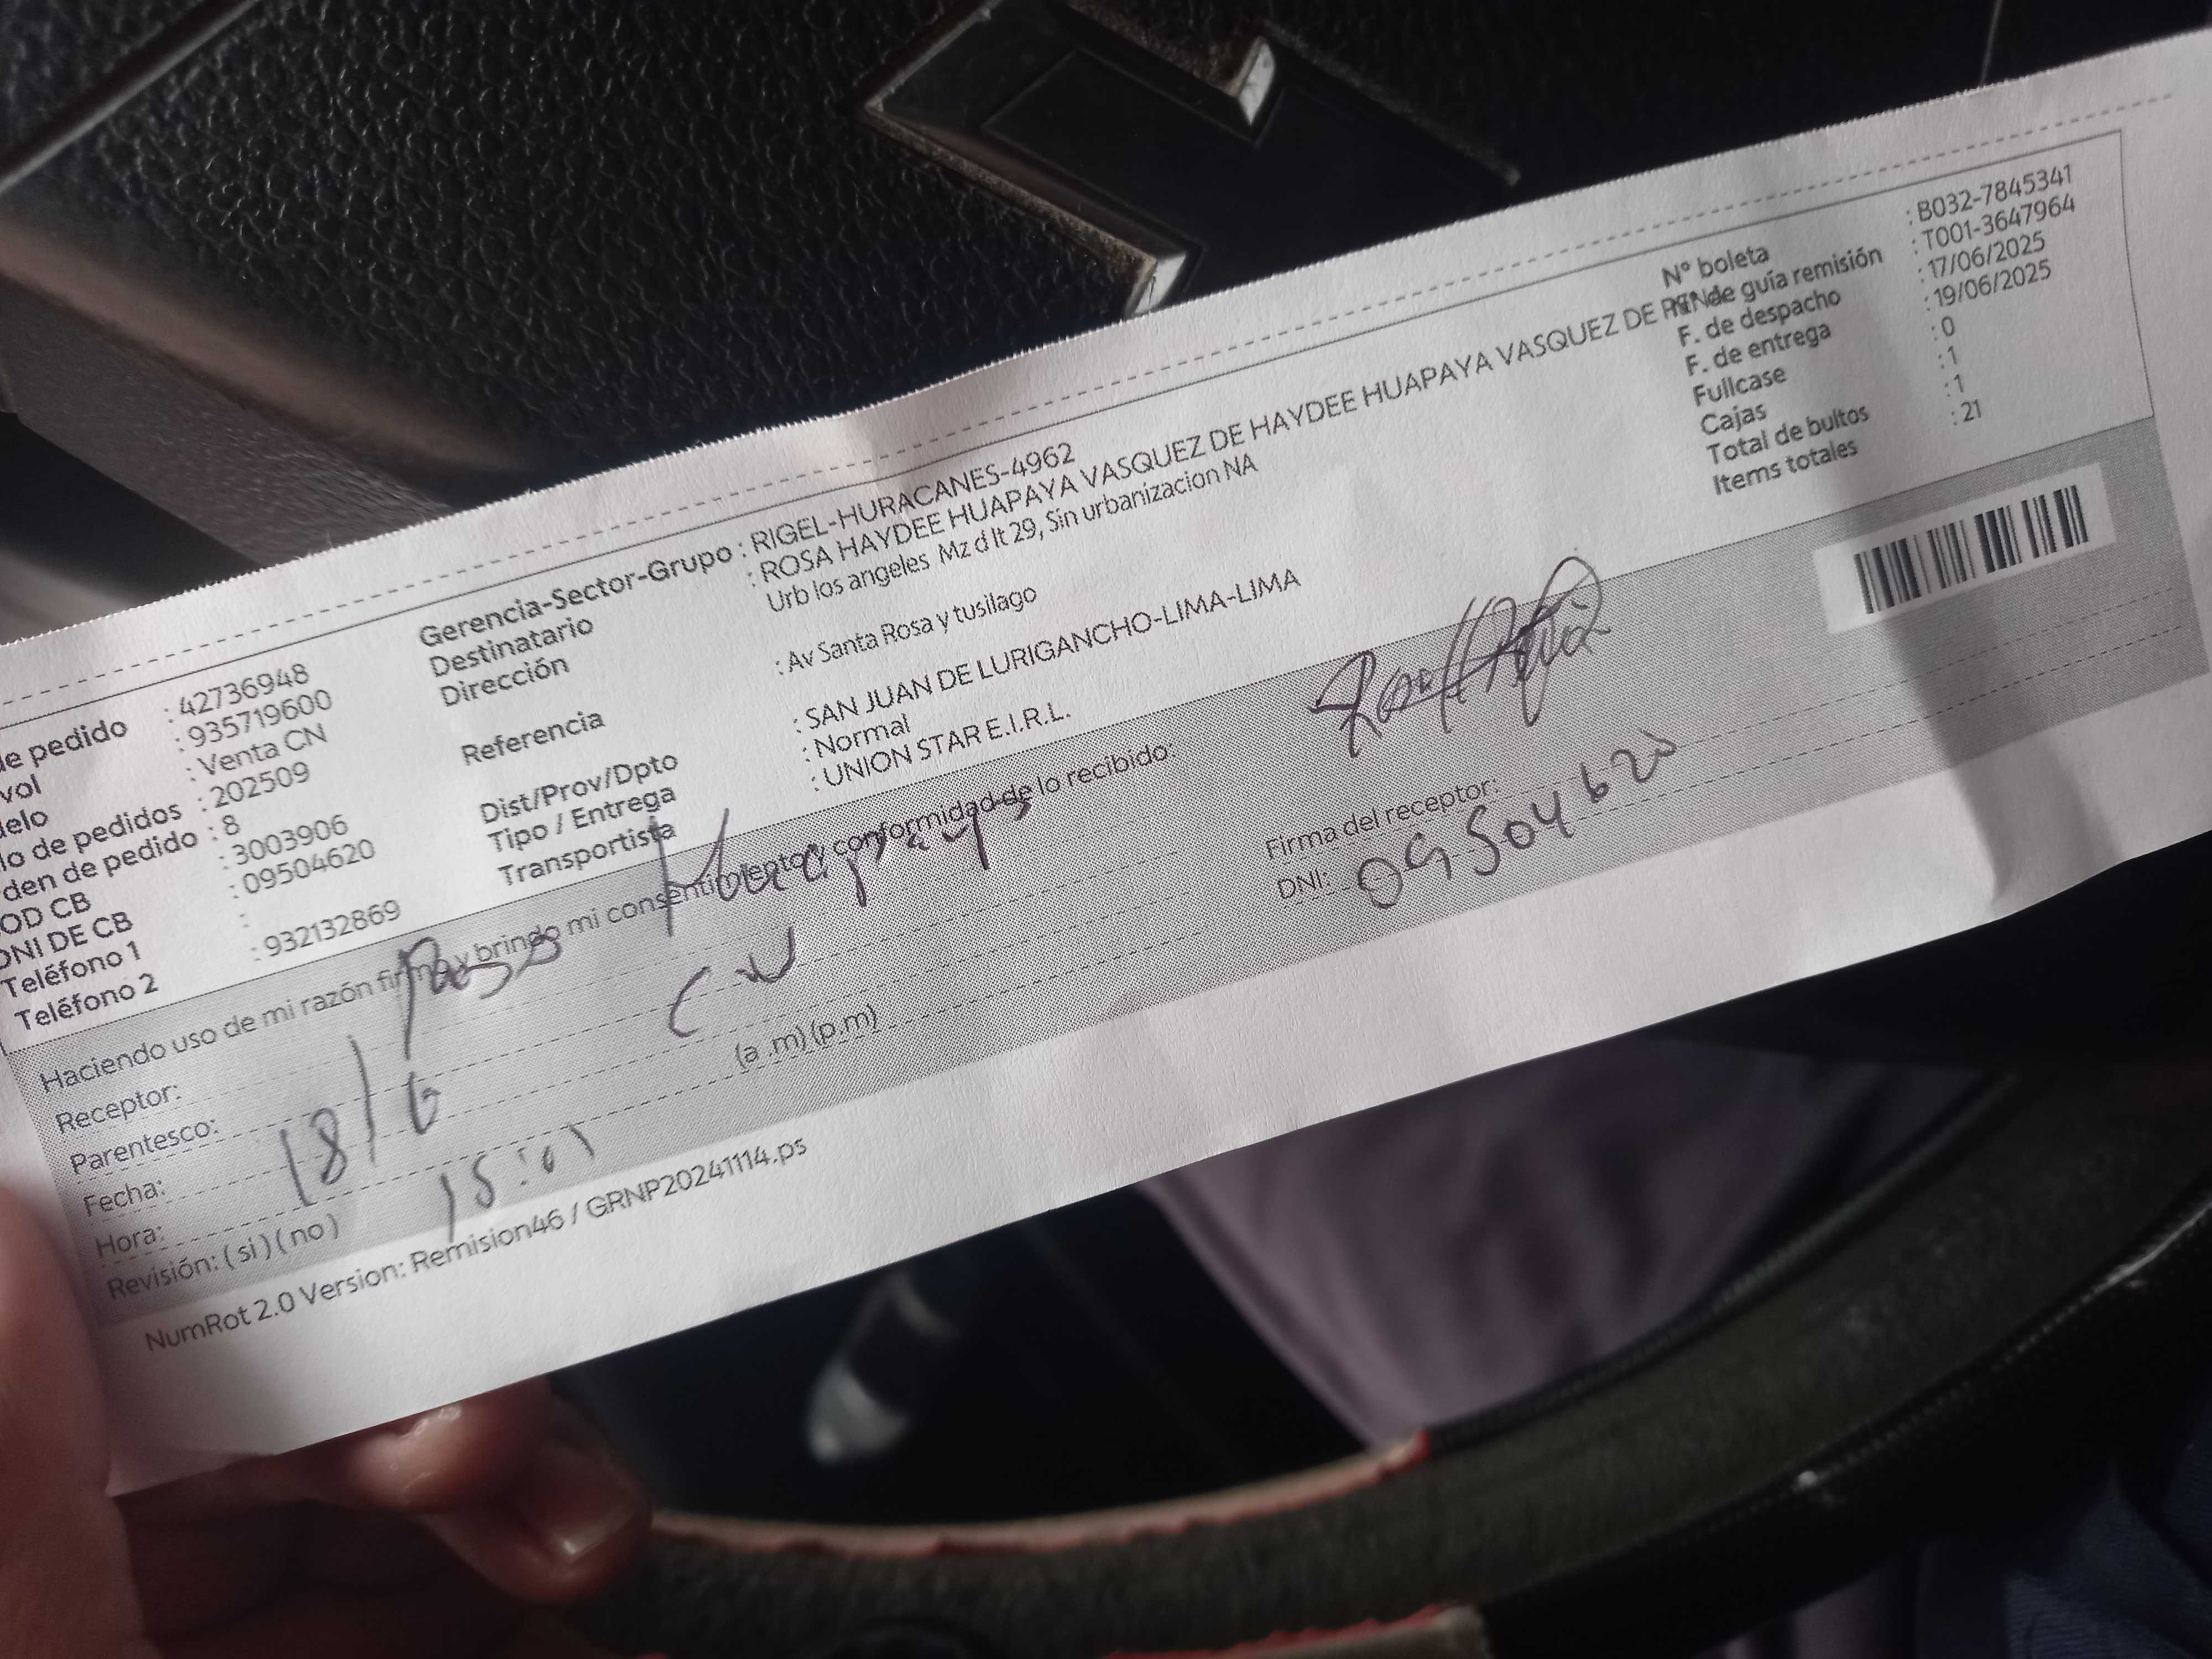 de pedido : 42736948
vol : 935719600
delo : Venta CN
lo de pedidos : 202509
den de pedido : 8
OD CB : 3003906
DNI DE CB : 09504620
Teléfono 1 :
Teléfono 2 : 932132869
Gerencia-Sector-Grupo : RIGEL-HURACANES-4962
Destinatario : ROSA HAYDEE HUAPAYA VASQUEZ DE HAYDEE HUAPAYA VASQUEZ DE
Dirección Urb los angeles Mz d lt 29, Sin urbanizacion NA
Referencia : Av Santa Rosa y tusilago
Dist/Prov/Dpto : SAN JUAN DE LURIGANCHO-LIMA-LIMA
Tipo / Entrega : Normal
Transportista : UNION STAR E.I.R.L.
N° boleta : B032-7845341
N° de guía remisión : T001-3647964
F. de despacho : 17/06/2025
F. de entrega : 19/06/2025
Fullcase : 0
Cajas : 1
Total de bultos : 1
Items totales : 21
Haciendo uso de mi razón firmo y brindo mi consentimiento y conformidad de lo recibido:
Receptor: Rosa Huapaya
Parentesco: CN
Fecha: 18/6
Hora: 15:01 (a .m) (p.m)
Revisión: ( si ) ( no )
Firma del receptor:
DNI: 09504620
NumRot 2.0 Version: Remision46 / GRNP20241114.ps